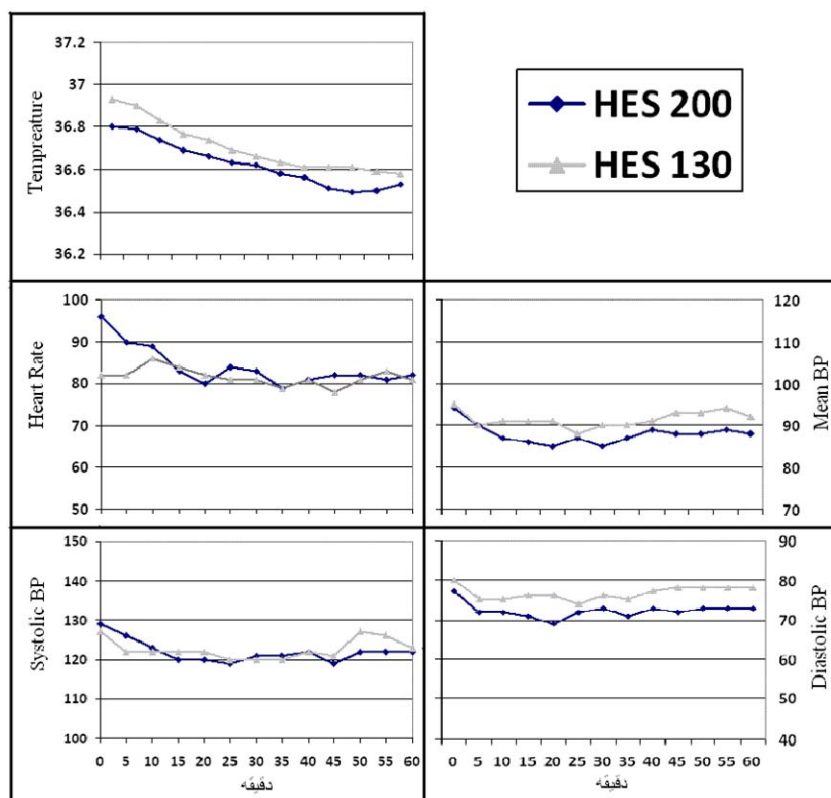 Tempreature
37.2
37
36.8
36.6
36.4
36.2
HES 200
HES 130
Heart Rate
100
90
80
70
60
50
Mean BP
120
110
100
90
80
70
Systolic BP
150
140
130
120
110
100
0 5 10 15 20 25 30 35 40 45 50 55 60
دقیقه
Diastolic BP
90
80
70
60
50
40
0 5 10 15 20 25 30 35 40 45 50 55 60
دقیقه